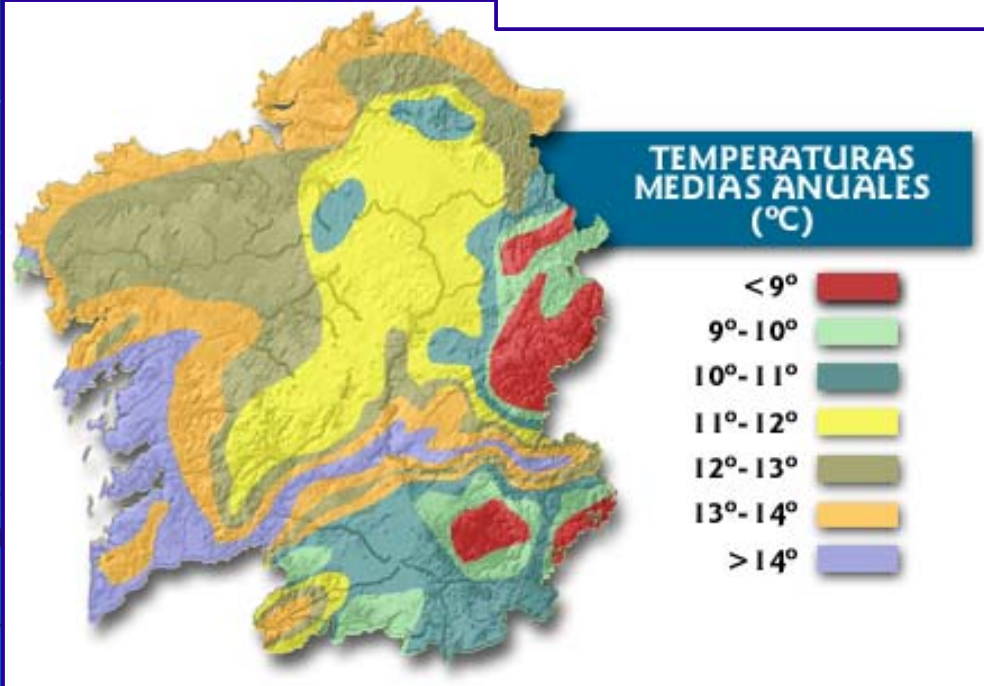 TEMPERATURAS
MEDIAS ANUALES
(ºC)
<9º
9º-10º
10º-11º
11º-12º
12º-13º
13º-14º
>14º